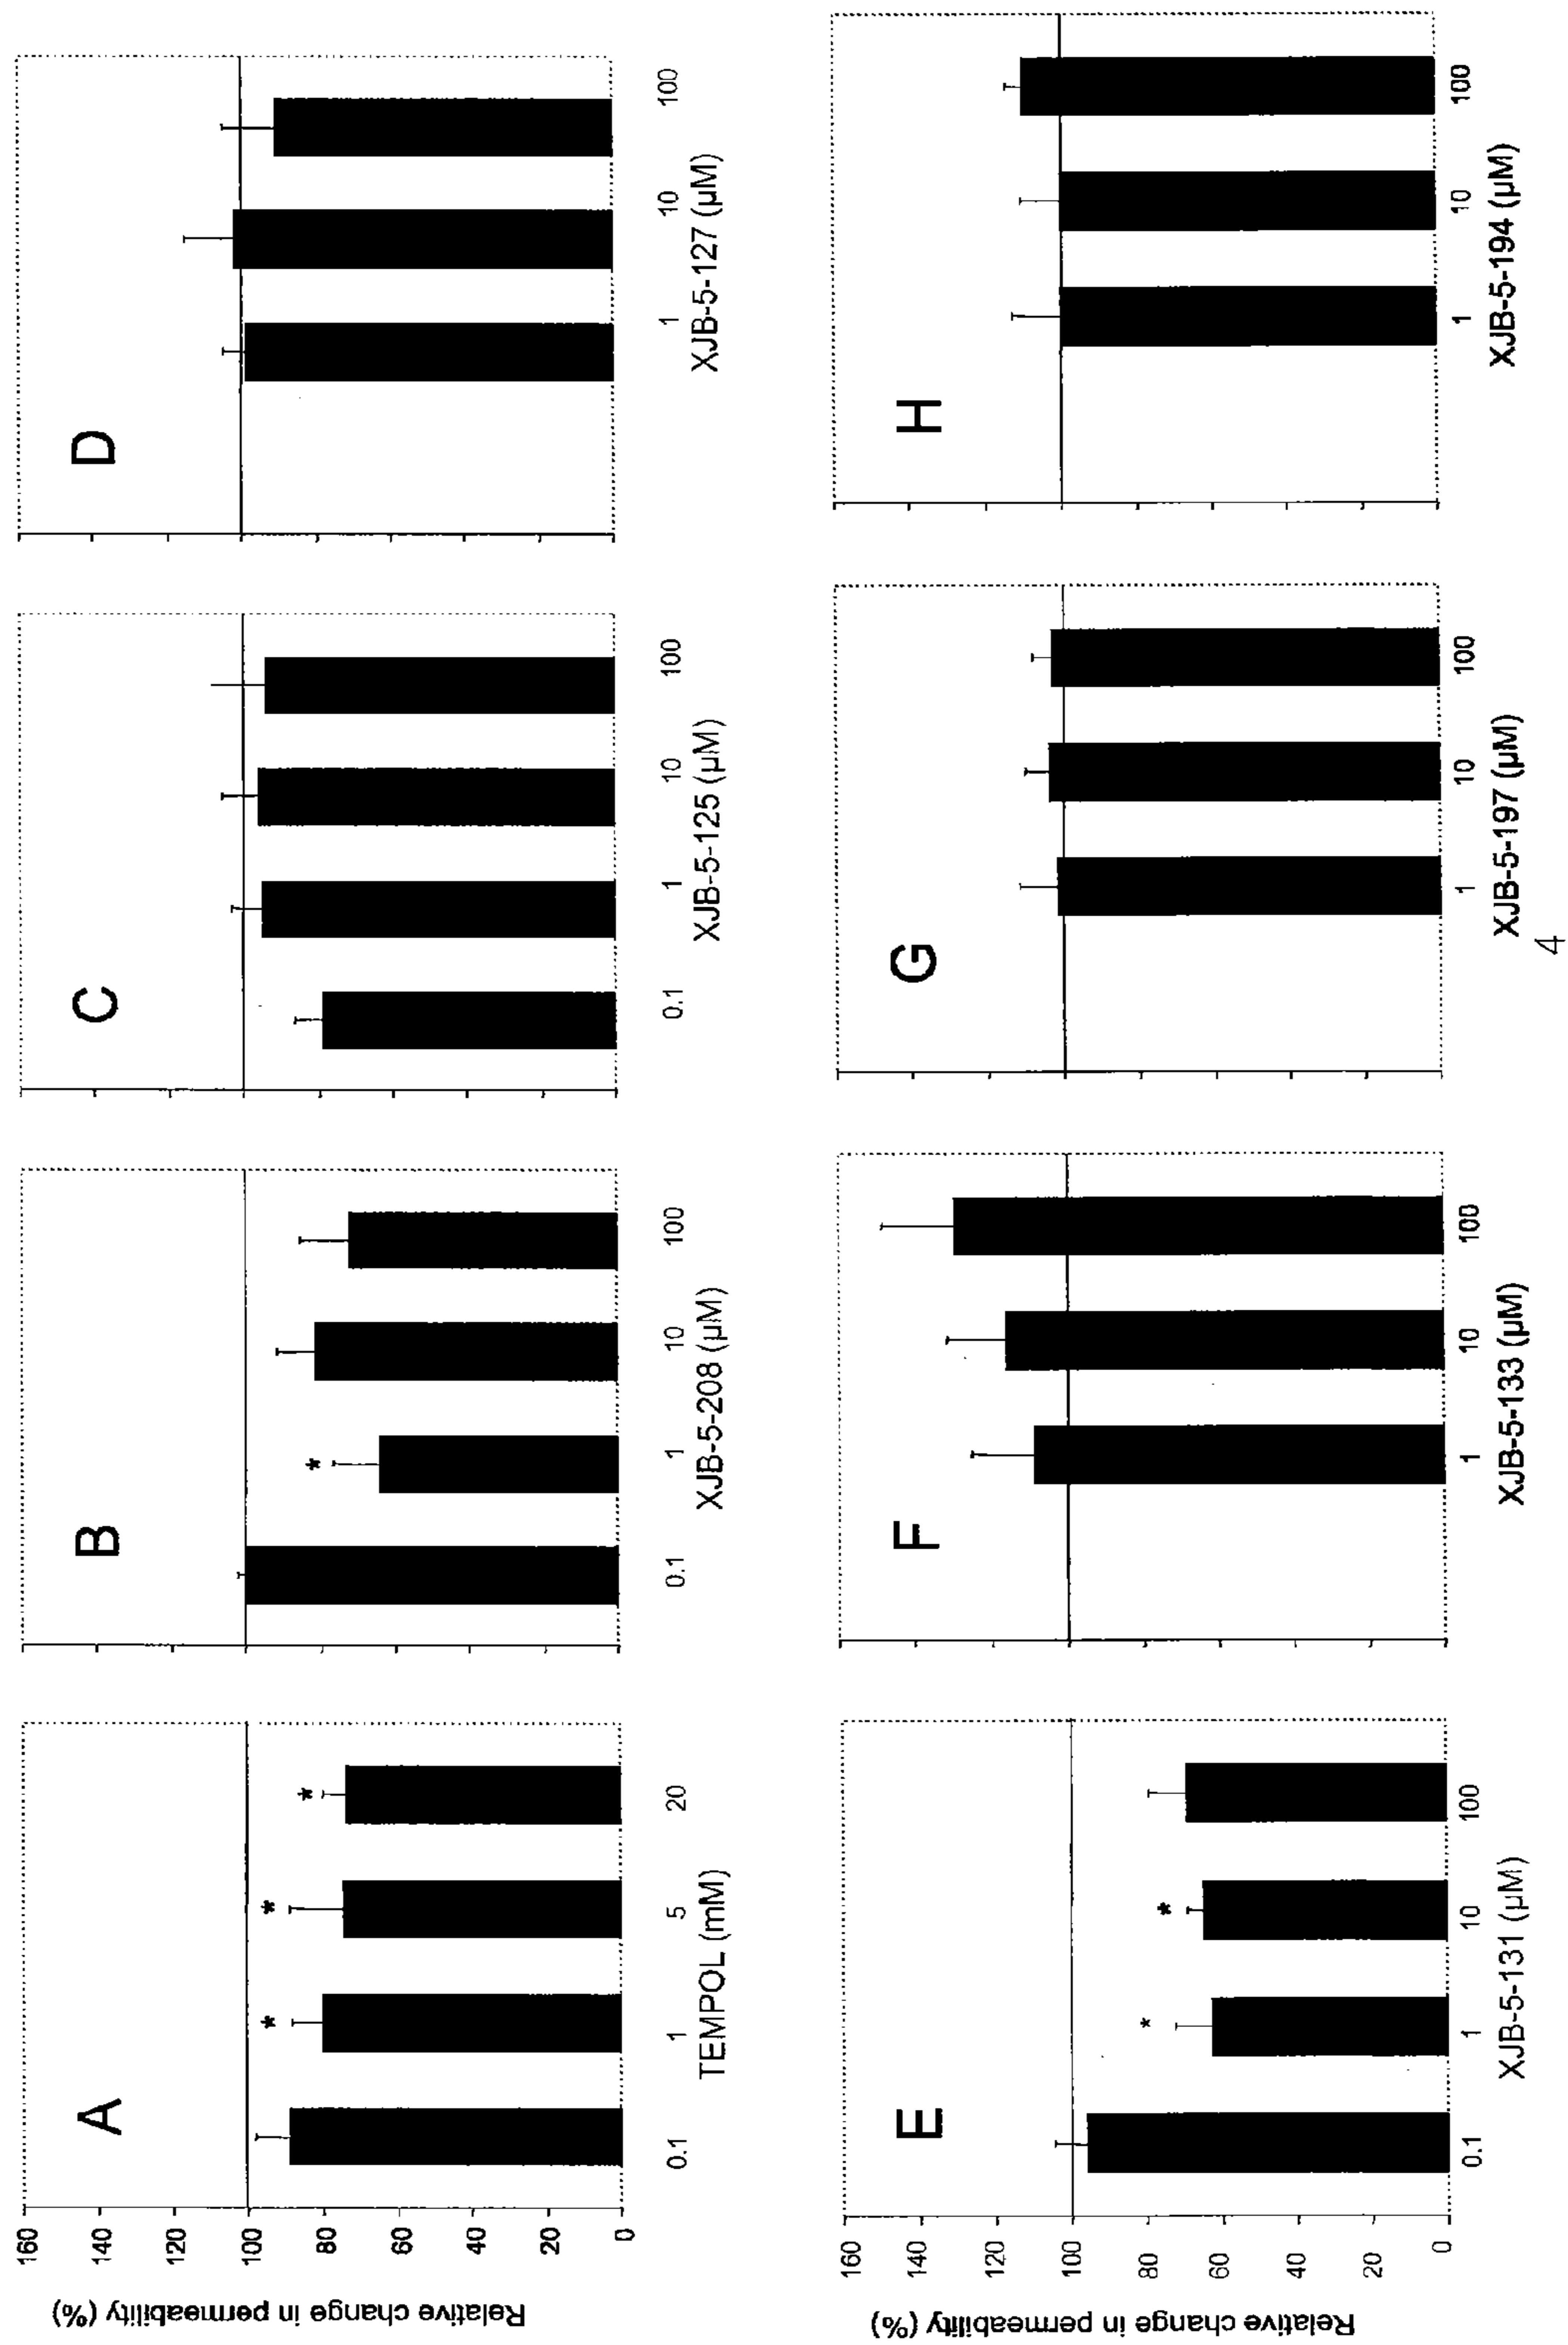 A
B
C
D
Relative change in permeability (%)
160
140
120
100
80
60
40
20
0
*
*
*
*
0.1 1 5 20
0.1 1 10 100
0.1 1 10 100
1 10 100
TEMPOL (mM)
XJB-5-208 (µM)
XJB-5-125 (µM)
XJB-5-127 (µM)
E
F
G
H
Relative change in permeability (%)
160
140
120
100
80
60
40
20
0
*
*
0.1 1 10 100
1 10 100
1 10 100
1 10 100
XJB-5-131 (µM)
XJB-5-133 (µM)
XJB-5-197 (µM)
XJB-5-194 (µM)
4